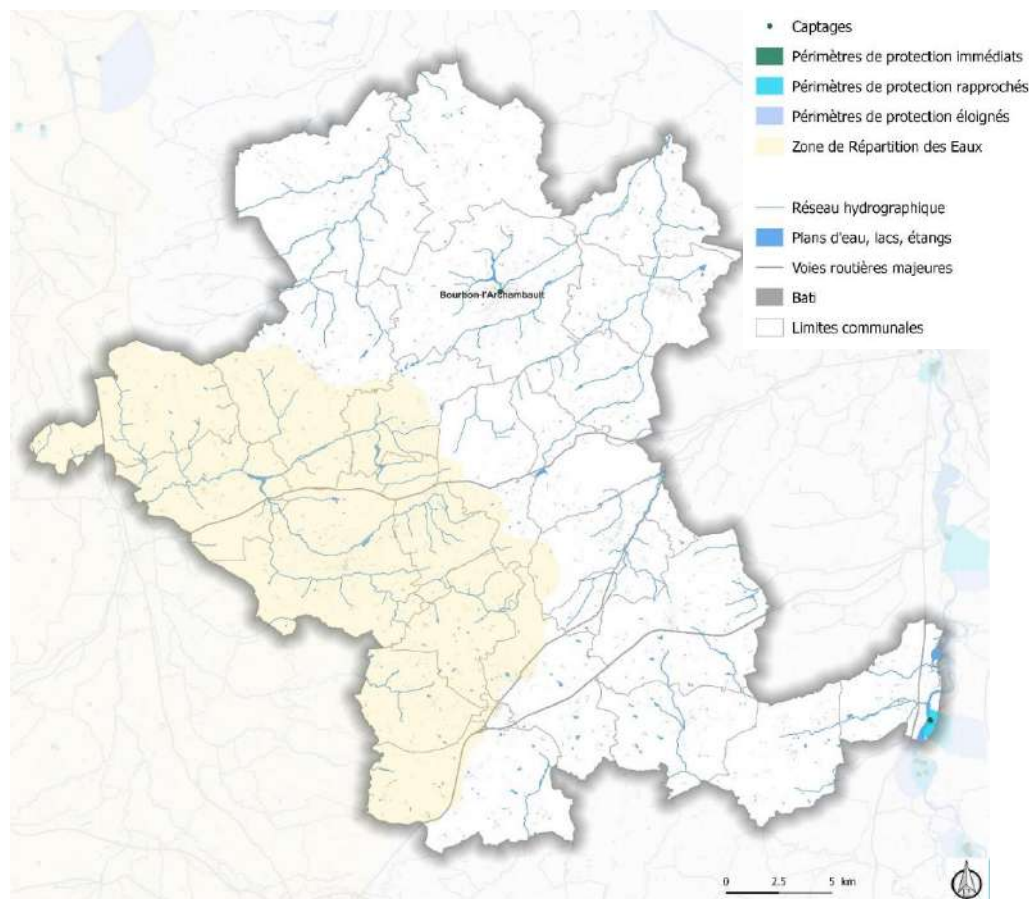 Captages
Périmètres de protection immédiats
Périmètres de protection rapprochés
Périmètres de protection éloignés
Zone de Répartition des Eaux
Réseau hydrographique
Plans d'eau, lacs, étangs
Voies routières majeures
Bati
Limites communales
Bourbon-l'Archambault
0 2.5 5 km